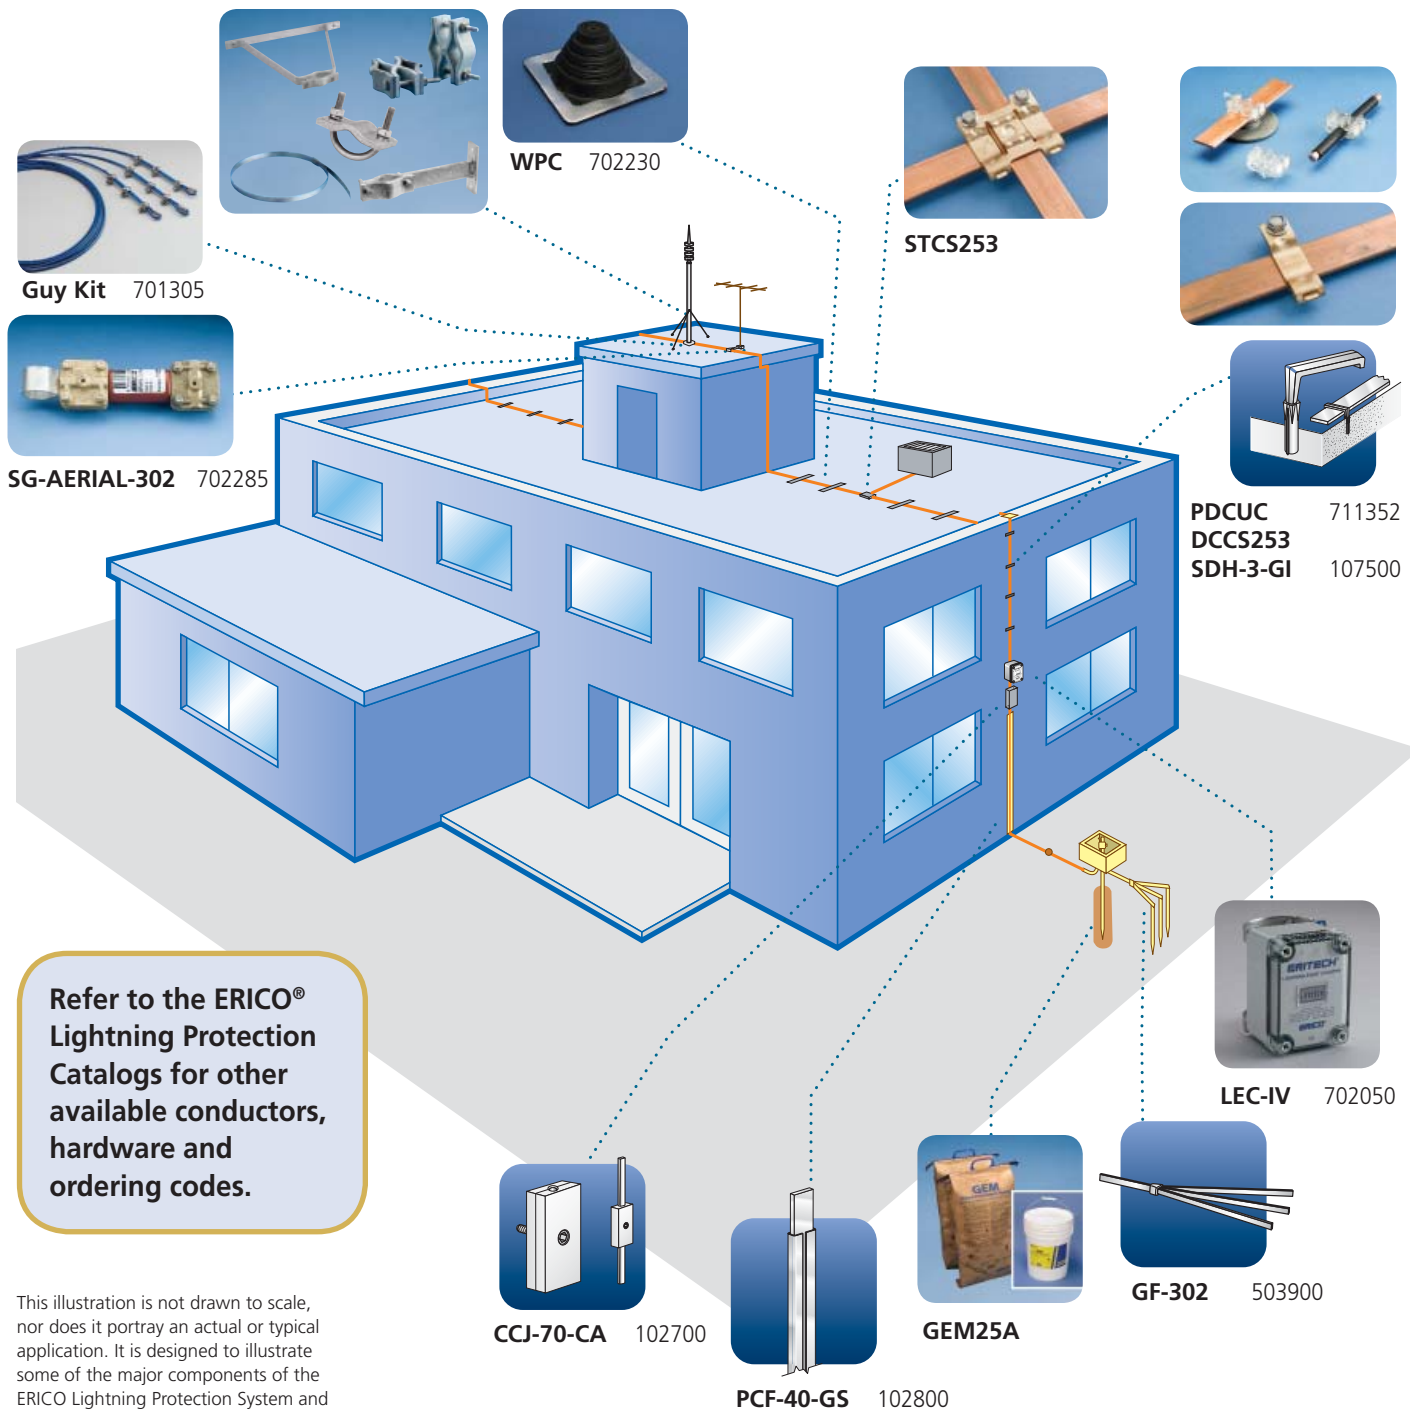 WPC 702230
STCS253
Guy Kit 701305
SG-AERIAL-302 702285
PDCUC 711352
DCCS253
SDH-3-GI 107500
ERITECH
ERICO
LEC-IV 702050
Refer to the ERICO®
Lightning Protection
Catalogs for other
available conductors,
hardware and
ordering codes.
GEM
GEM25A
GF-302 503900
CCJ-70-CA 102700
PCF-40-GS 102800
This illustration is not drawn to scale,
nor does it portray an actual or typical
application. It is designed to illustrate
some of the major components of the
ERICO Lightning Protection System and